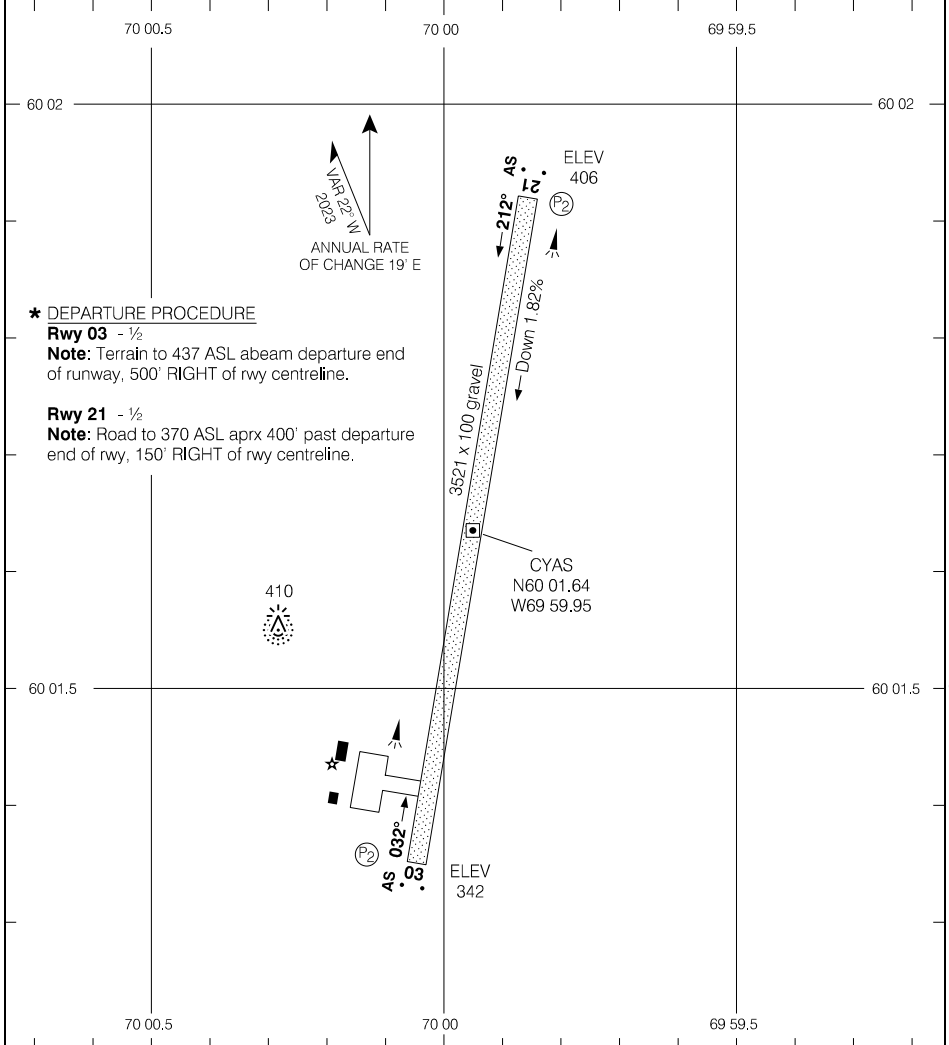 70 00.5
70 00
69 59.5
60 02
60 02
AS
21
ELEV
406
P2
212°
VAR 22° W
2023
ANNUAL RATE
OF CHANGE 19' E
Down 1.82%
* DEPARTURE PROCEDURE
Rwy 03 - ½
Note: Terrain to 437 ASL abeam departure end
of runway, 500' RIGHT of rwy centreline.
Rwy 21 - ½
Note: Road to 370 ASL aprx 400' past departure
end of rwy, 150' RIGHT of rwy centreline.
3521 x 100 gravel
CYAS
N60 01.64
W69 59.95
410
60 01.5
60 01.5
032°
P2
AS
03
ELEV
342
70 00.5
70 00
69 59.5